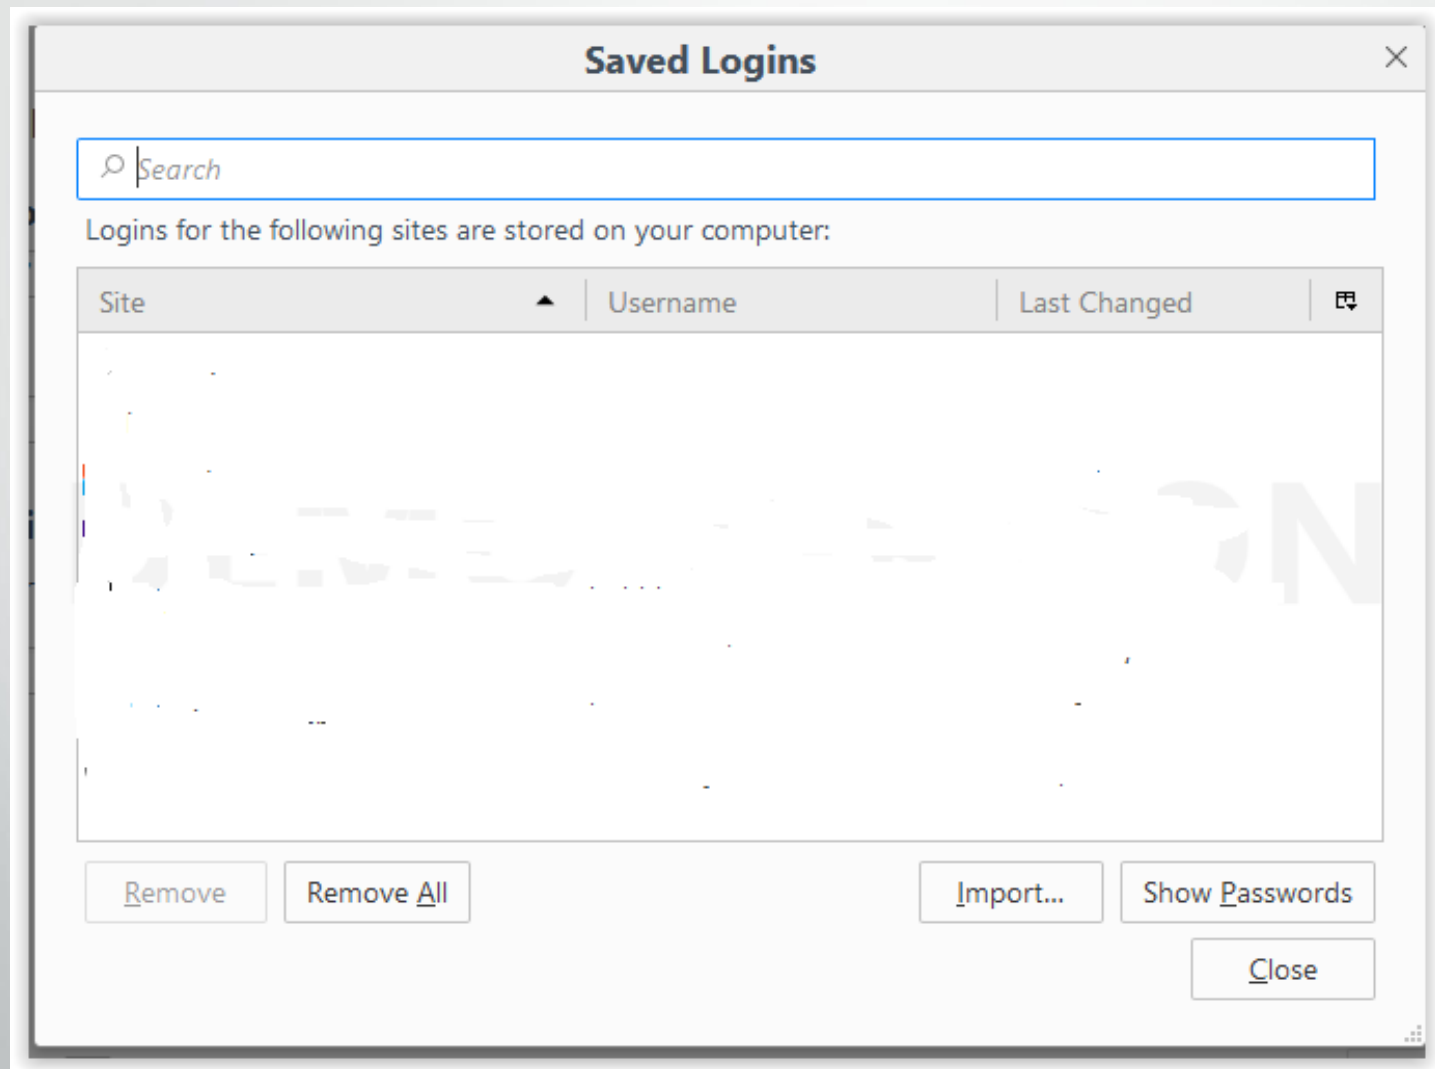 Saved Logins
Search
Logins for the following sites are stored on your computer:
Site Username Last Changed
Remove Remove All Import... Show Passwords
Close